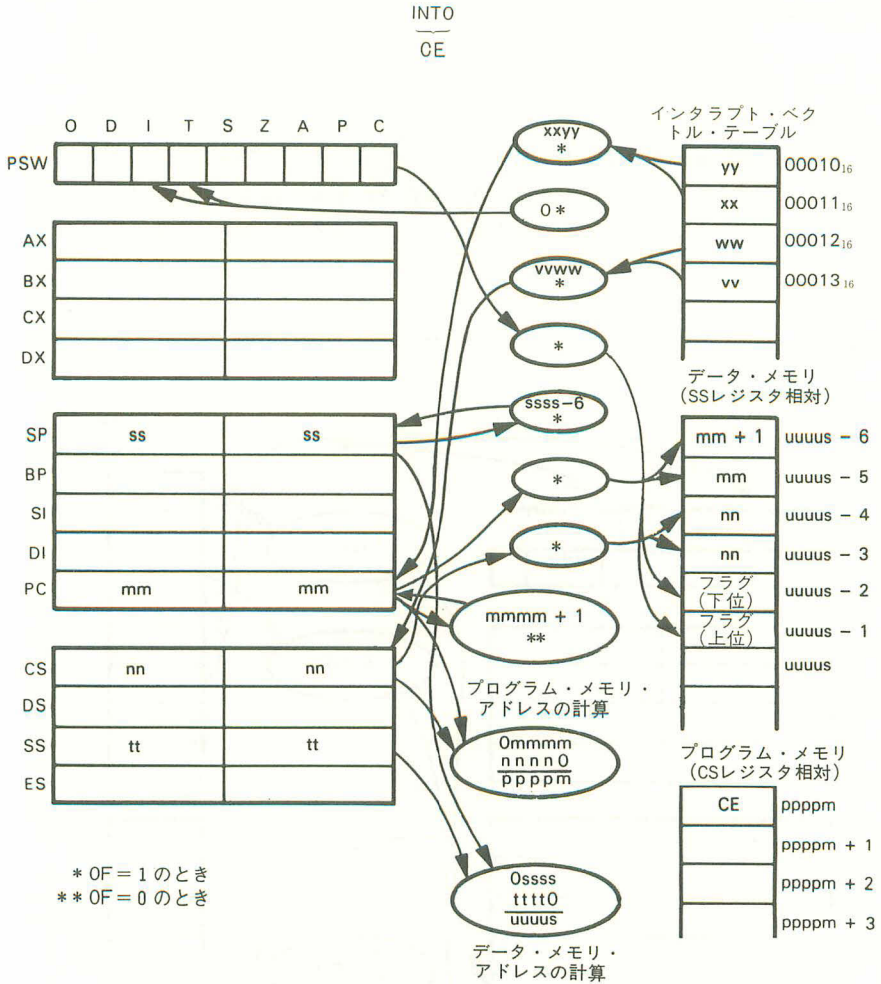 INTO
CE
O D I T S Z A P C
PSW
AX
BX
CX
DX
SP ss ss
BP
SI
DI
PC mm mm
CS nn nn
DS
SS tt tt
ES
* OF = 1 のとき
** OF = 0 のとき
xxyy
*
0 *
vvww
*
*
ssss-6
*
*
*
mmmm + 1
**
プログラム・メモリ・
アドレスの計算
0mmmm
nnnn0
ppppm
0ssss
tttt0
uuuus
データ・メモリ・
アドレスの計算
インタラプト・ベク
トル・テーブル
yy 00010₁₆
xx 00011₁₆
ww 00012₁₆
vv 00013₁₆
データ・メモリ
(SSレジスタ相対)
mm + 1 uuuus - 6
mm uuuus - 5
nn uuuus - 4
nn uuuus - 3
フラグ
(下位) uuuus - 2
フラグ
(上位) uuuus - 1
uuuus
プログラム・メモリ
(CSレジスタ相対)
CE ppppm
ppppm + 1
ppppm + 2
ppppm + 3